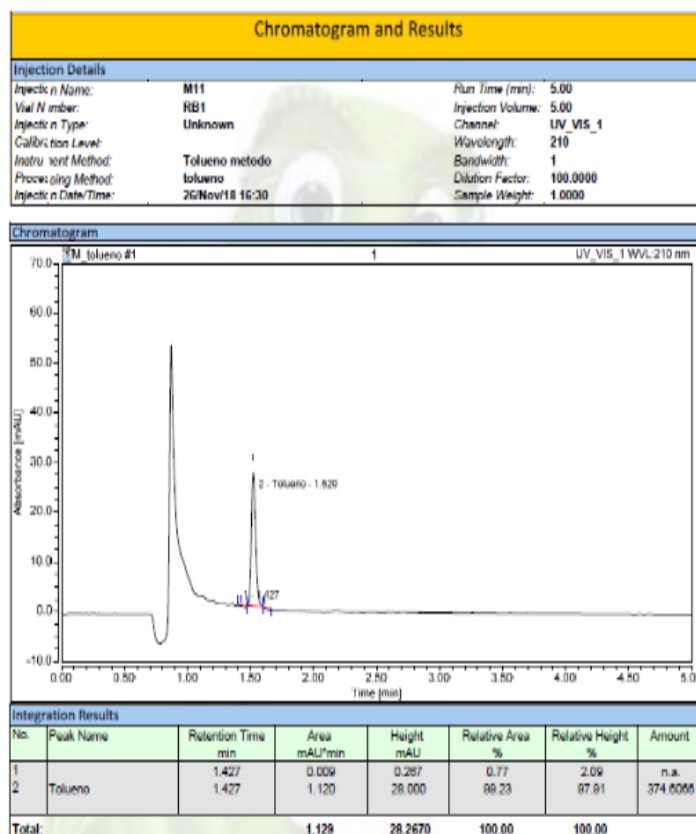 Chromatogram and Results
Injection Details
Injection Name: M11 Run Time (min): 5.00
Vial Number: RB1 Injection Volume: 5.00
Injection Type: Unknown Channel: UV_VIS_1
Calibration Level: Wavelength: 210
Instrument Method: Tolueno metodo Bandwidth: 1
Processing Method: tolueno Dilution Factor: 100.0000
Injection Date/Time: 26/Nov/18 16:30 Sample Weight: 1.0000
Chromatogram
M_tolueno #1 1 UV_VIS_1 WVL:210 nm
70.0
60.0
50.0
40.0
30.0
20.0
10.0
0.0
-10.0
Absorbance [mAU]
2 - Tolueno - 1.520
427
0.00 0.50 1.00 1.50 2.00 2.50 3.00 3.50 4.00 4.50 5.0
Time [min]
Integration Results
No. Peak Name Retention Time Area Height Relative Area Relative Height Amount
min mAU*min mAU % %
1 1.427 0.009 0.267 0.77 2.09 n.a.
2 Tolueno 1.427 1.120 28.000 99.23 97.91 374.6066
Total: 1.129 28.2670 100.00 100.00